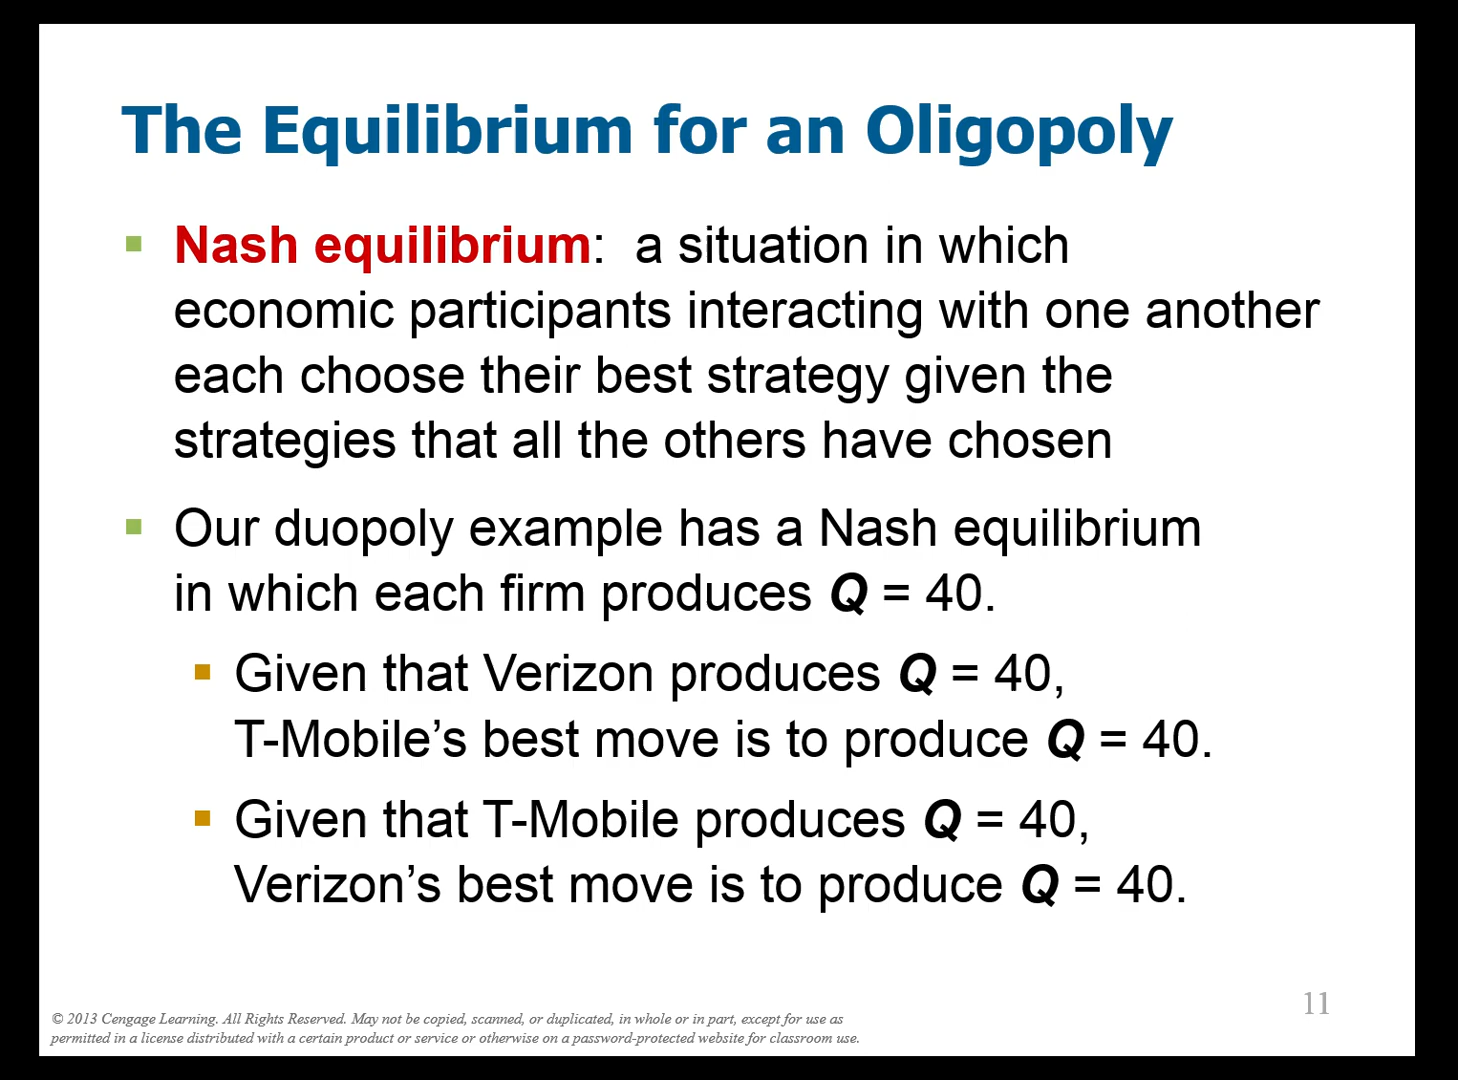 The Equilibrium for an Oligopoly
Nash equilibrium:  a situation in which
economic participants interacting with one another
each choose their best strategy given the
strategies that all the others have chosen
Our duopoly example has a Nash equilibrium
in which each firm produces Q = 40.
Given that Verizon produces Q = 40,
T-Mobile’s best move is to produce Q = 40.
Given that T-Mobile produces Q = 40,
Verizon’s best move is to produce Q = 40.
11
© 2013 Cengage Learning. All Rights Reserved. May not be copied, scanned, or duplicated, in whole or in part, except for use as
permitted in a license distributed with a certain product or service or otherwise on a password-protected website for classroom use.